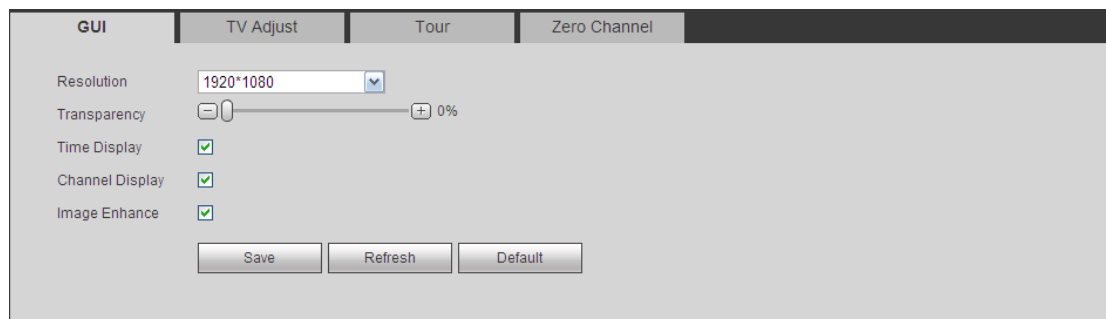 GUI TV Adjust Tour Zero Channel
Resolution 1920*1080
Transparency 0%
Time Display
Channel Display
Image Enhance
Save Refresh Default